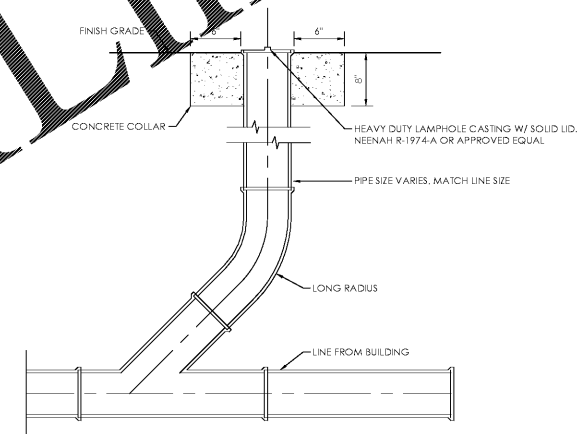 FINISH GRADE
6"
6"
8"
CONCRETE COLLAR
HEAVY DUTY LAMPHOLE CASTING W/ SOLID LID.
NEENAH R-1974-A OR APPROVED EQUAL
PIPE SIZE VARIES, MATCH LINE SIZE
LONG RADIUS
LINE FROM BUILDING